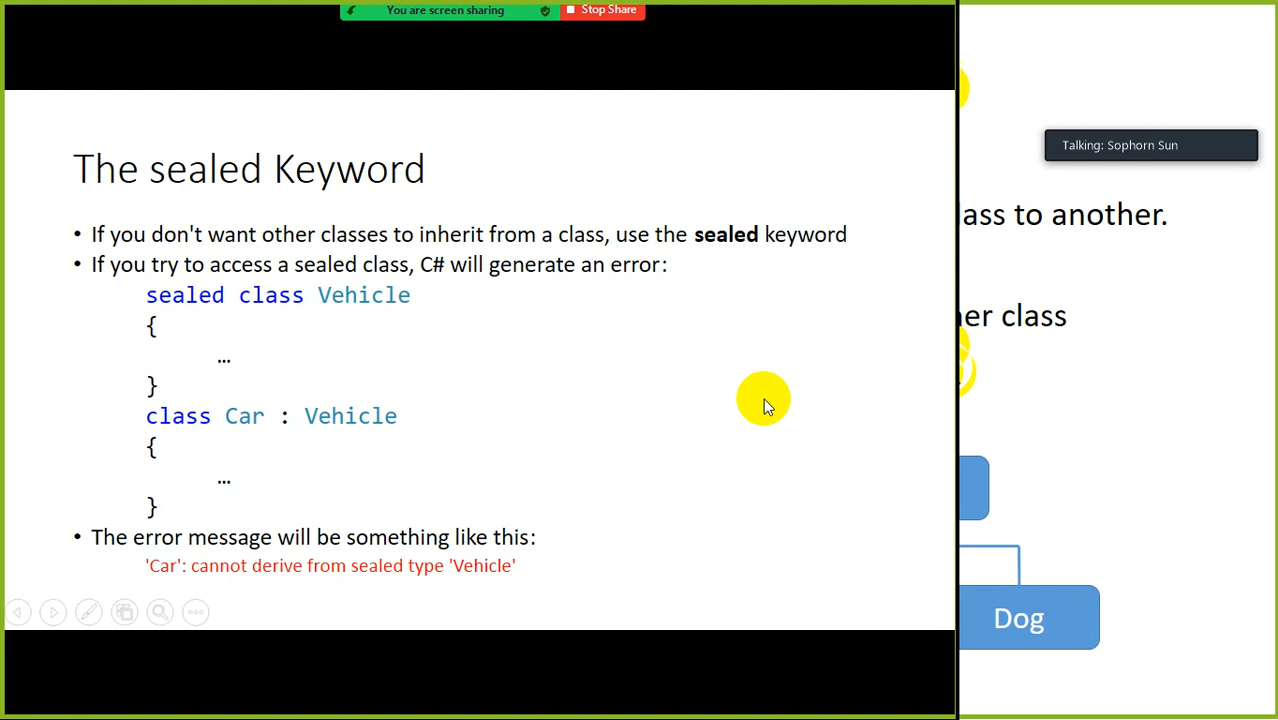 You are screen sharing
Stop Share
Talking: Sophorn Sun
The sealed Keyword
• If you don't want other classes to inherit from a class, use the sealed keyword
• If you try to access a sealed class, C# will generate an error:
sealed class Vehicle
{
…
}
class Car : Vehicle
{
…
}
• The error message will be something like this:
'Car': cannot derive from sealed type 'Vehicle'
to another.
class
Dog